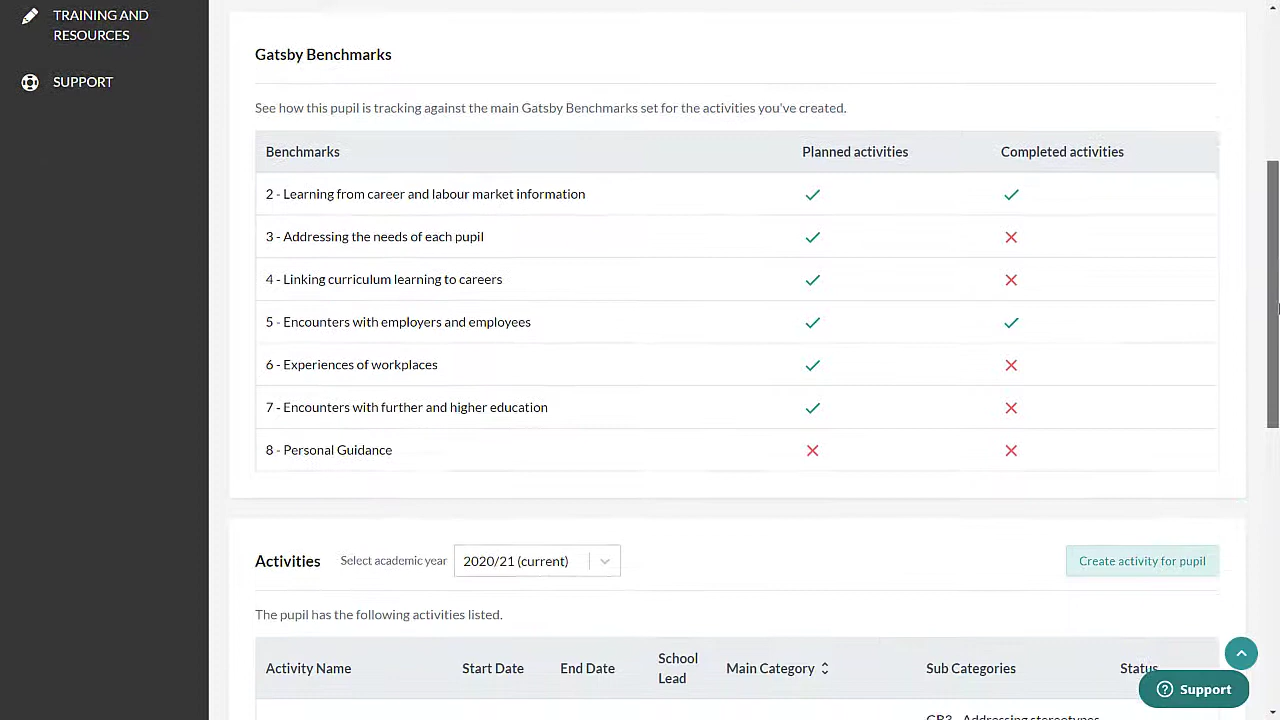 TRAINING AND
RESOURCES
SUPPORT
Gatsby Benchmarks
See how this pupil is tracking against the main Gatsby Benchmarks set for the activities you've created.
Benchmarks Planned activities Completed activities
2 - Learning from career and labour market information
3 - Addressing the needs of each pupil
4 - Linking curriculum learning to careers
5 - Encounters with employers and employees
6 - Experiences of workplaces
7 - Encounters with further and higher education
8 - Personal Guidance
Activities Select academic year 2020/21 (current) Create activity for pupil
The pupil has the following activities listed.
Activity Name Start Date End Date School Lead Main Category Sub Categories Status
GB3 - Addressing stereotypes
Support